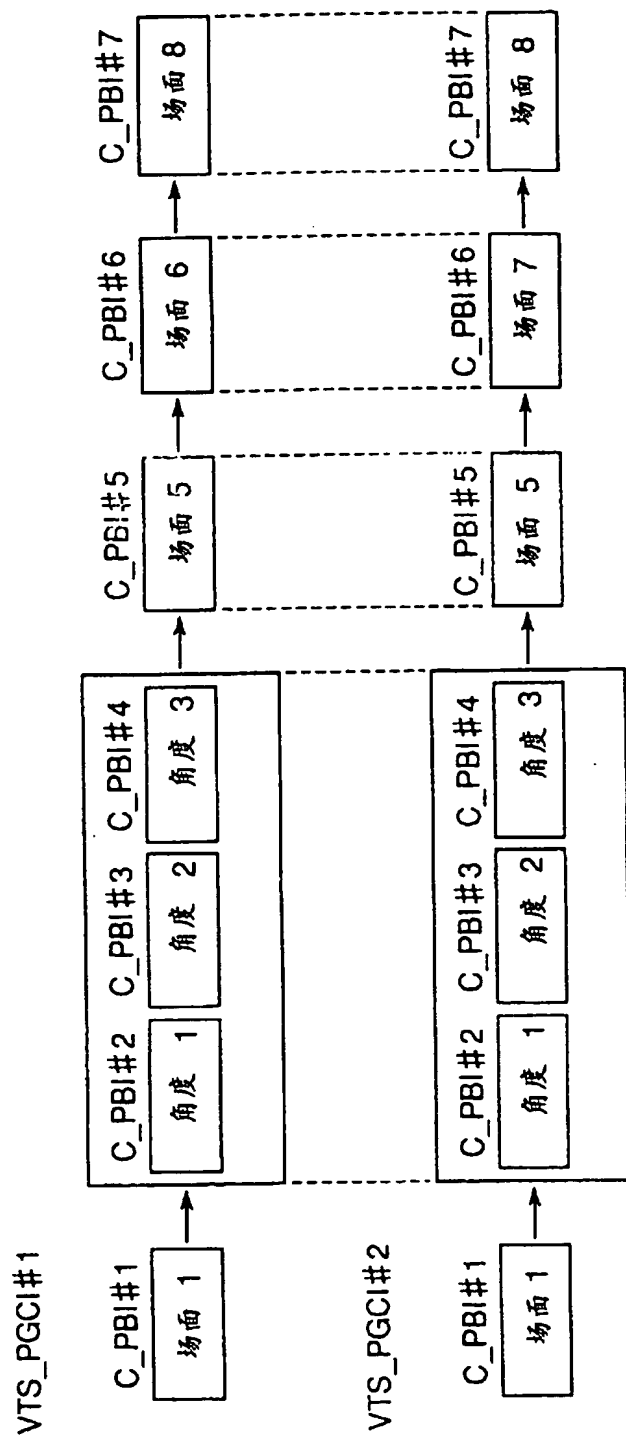 VTS_PGCI#1
C_PBI#1
场面 1
C_PBI#2
角度 1
C_PBI#3
角度 2
C_PBI#4
角度 3
C_PBI#5
场面 5
C_PBI#6
场面 6
C_PBI#7
场面 8
VTS_PGCI#2
C_PBI#1
场面 1
C_PBI#2
角度 1
C_PBI#3
角度 2
C_PBI#4
角度 3
C_PBI#5
场面 5
C_PBI#6
场面 7
C_PBI#7
场面 8